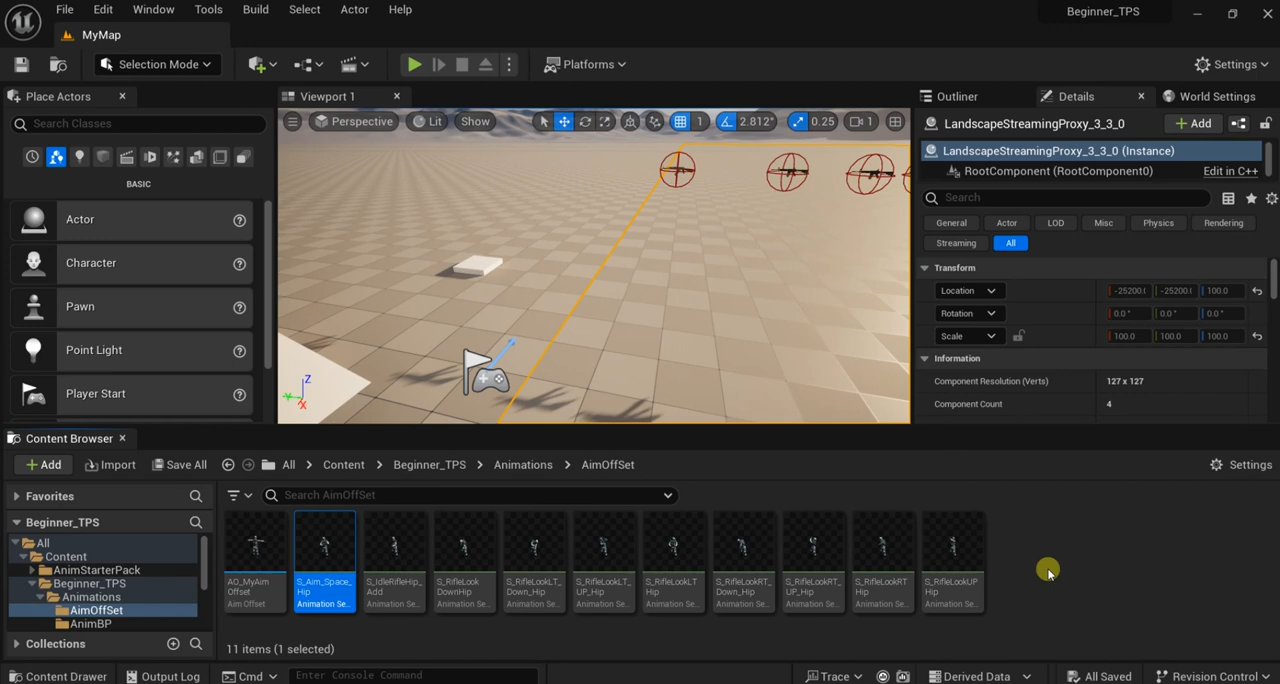 File Edit Window Tools Build Select Actor Help
Beginner_TPS
MyMap
Selection Mode
Platforms
Settings
Place Actors
Search Classes
BASIC
Actor
Character
Pawn
Point Light
Player Start
Viewport 1
Perspective Lit Show 1 2.812° 0.25 1
Z
Y
X
Outliner Details World Settings
LandscapeStreamingProxy_3_3_0 + Add
LandscapeStreamingProxy_3_3_0 (Instance)
RootComponent (RootComponent0) Edit in C++
Search
General Actor LOD Misc Physics Rendering
Streaming All
Transform
Location -25200.( -25200.( 100.0
Rotation 0.0° 0.0° 0.0°
Scale 100.0 100.0 100.0
Information
Component Resolution (Verts) 127 x 127
Component Count 4
Content Browser
+ Add Import Save All All > Content > Beginner_TPS > Animations > AimOffSet Settings
Favorites
Beginner_TPS
All
Content
AnimStarterPack
Beginner_TPS
Animations
AimOffSet
AnimBP
Collections
Search AimOffSet
AO_MyAim
Offset
Aim Offset
S_Aim_Space_
Hip
Animation Se...
S_IdleRifleHip_
Add
Animation Se...
S_RifleLook
DownHip
Animation Se...
S_RifleLookLT_
Down_Hip
Animation Se...
S_RifleLookLT_
UP_Hip
Animation Se...
S_RifleLookLT
Hip
Animation Se...
S_RifleLookRT_
Down_Hip
Animation Se...
S_RifleLookRT_
UP_Hip
Animation Se...
S_RifleLookRT
Hip
Animation Se...
S_RifleLookUP
Hip
Animation Se...
11 items (1 selected)
Content Drawer Output Log Cmd Enter Console Command Trace Derived Data All Saved Revision Control